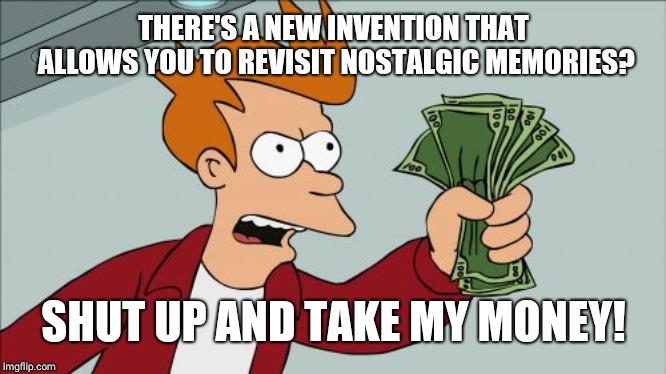 THERE'S A NEW INVENTION THAT
ALLOWS YOU TO REVISIT NOSTALGIC MEMORIES?
SHUT UP AND TAKE MY MONEY!
imgflip.com